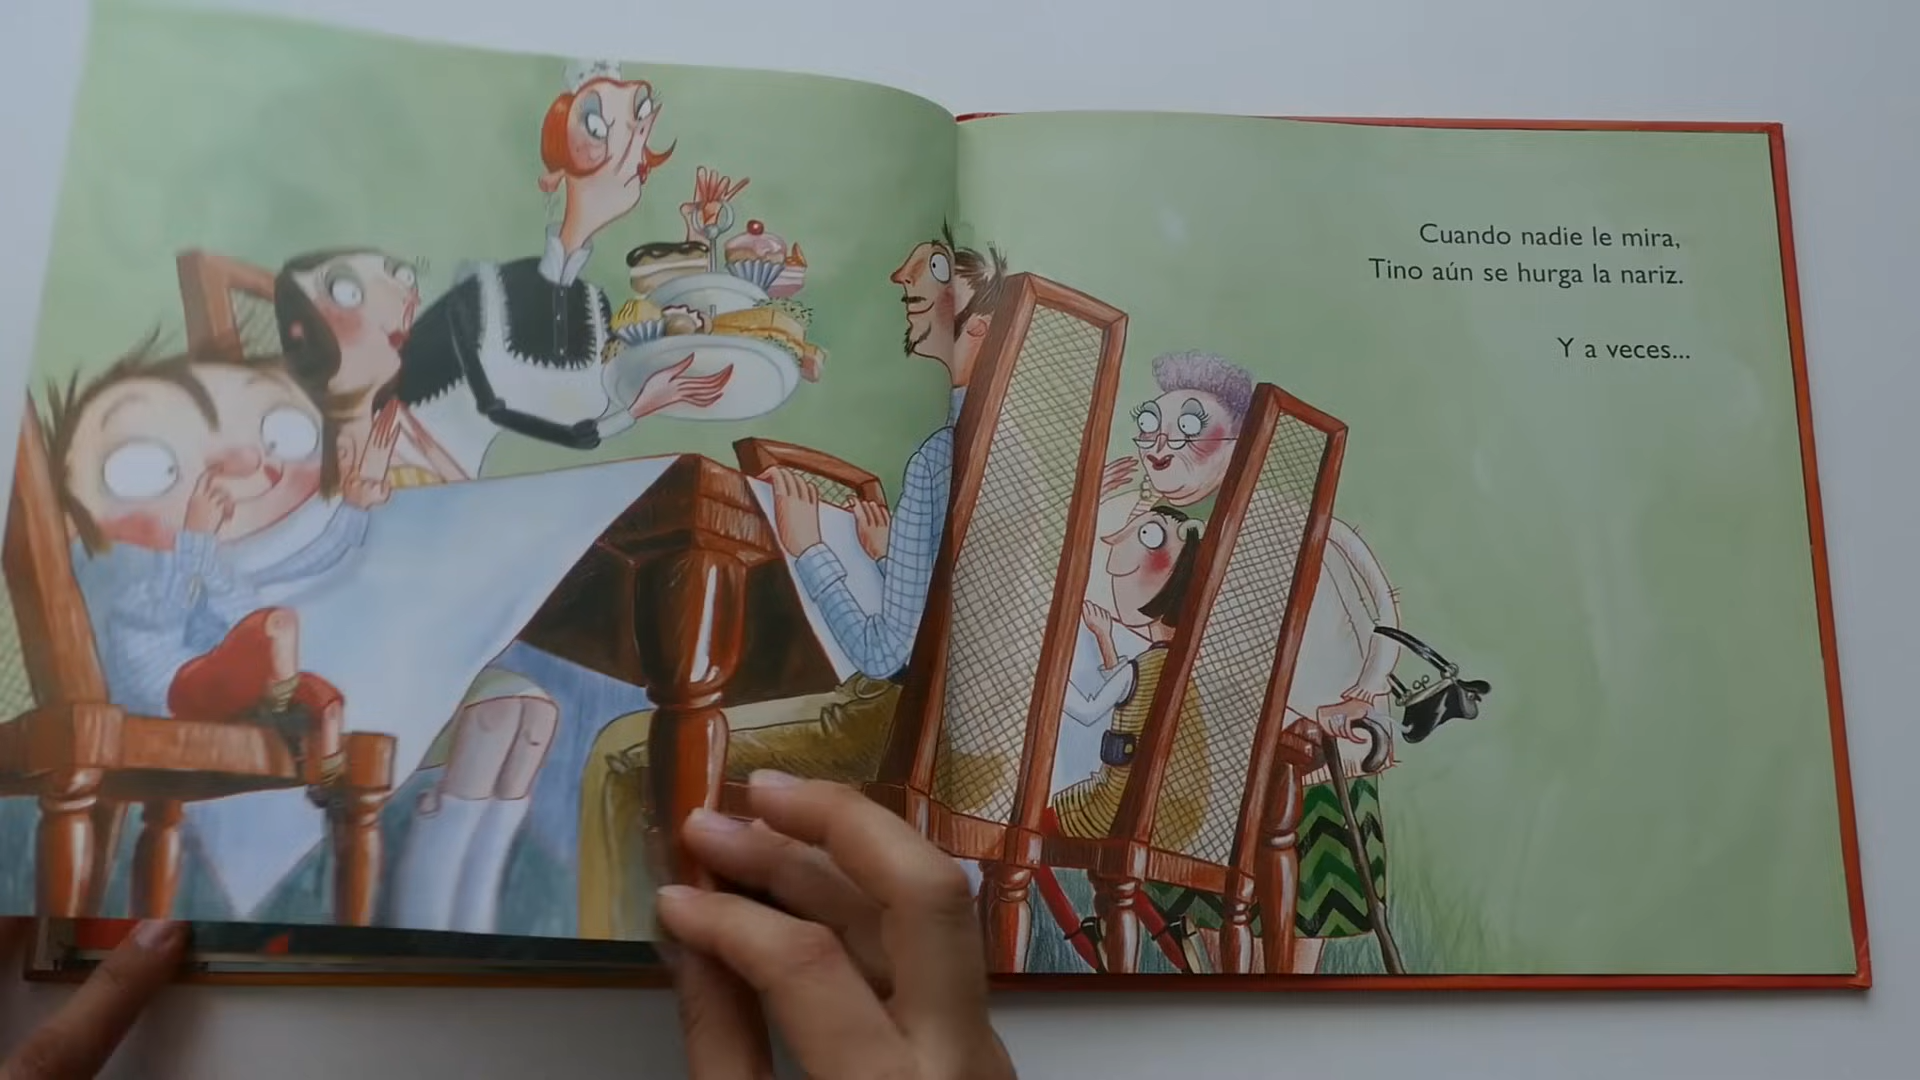 Cuando nadie le mira,
Tino aún se hurga la nariz.
Y a veces...